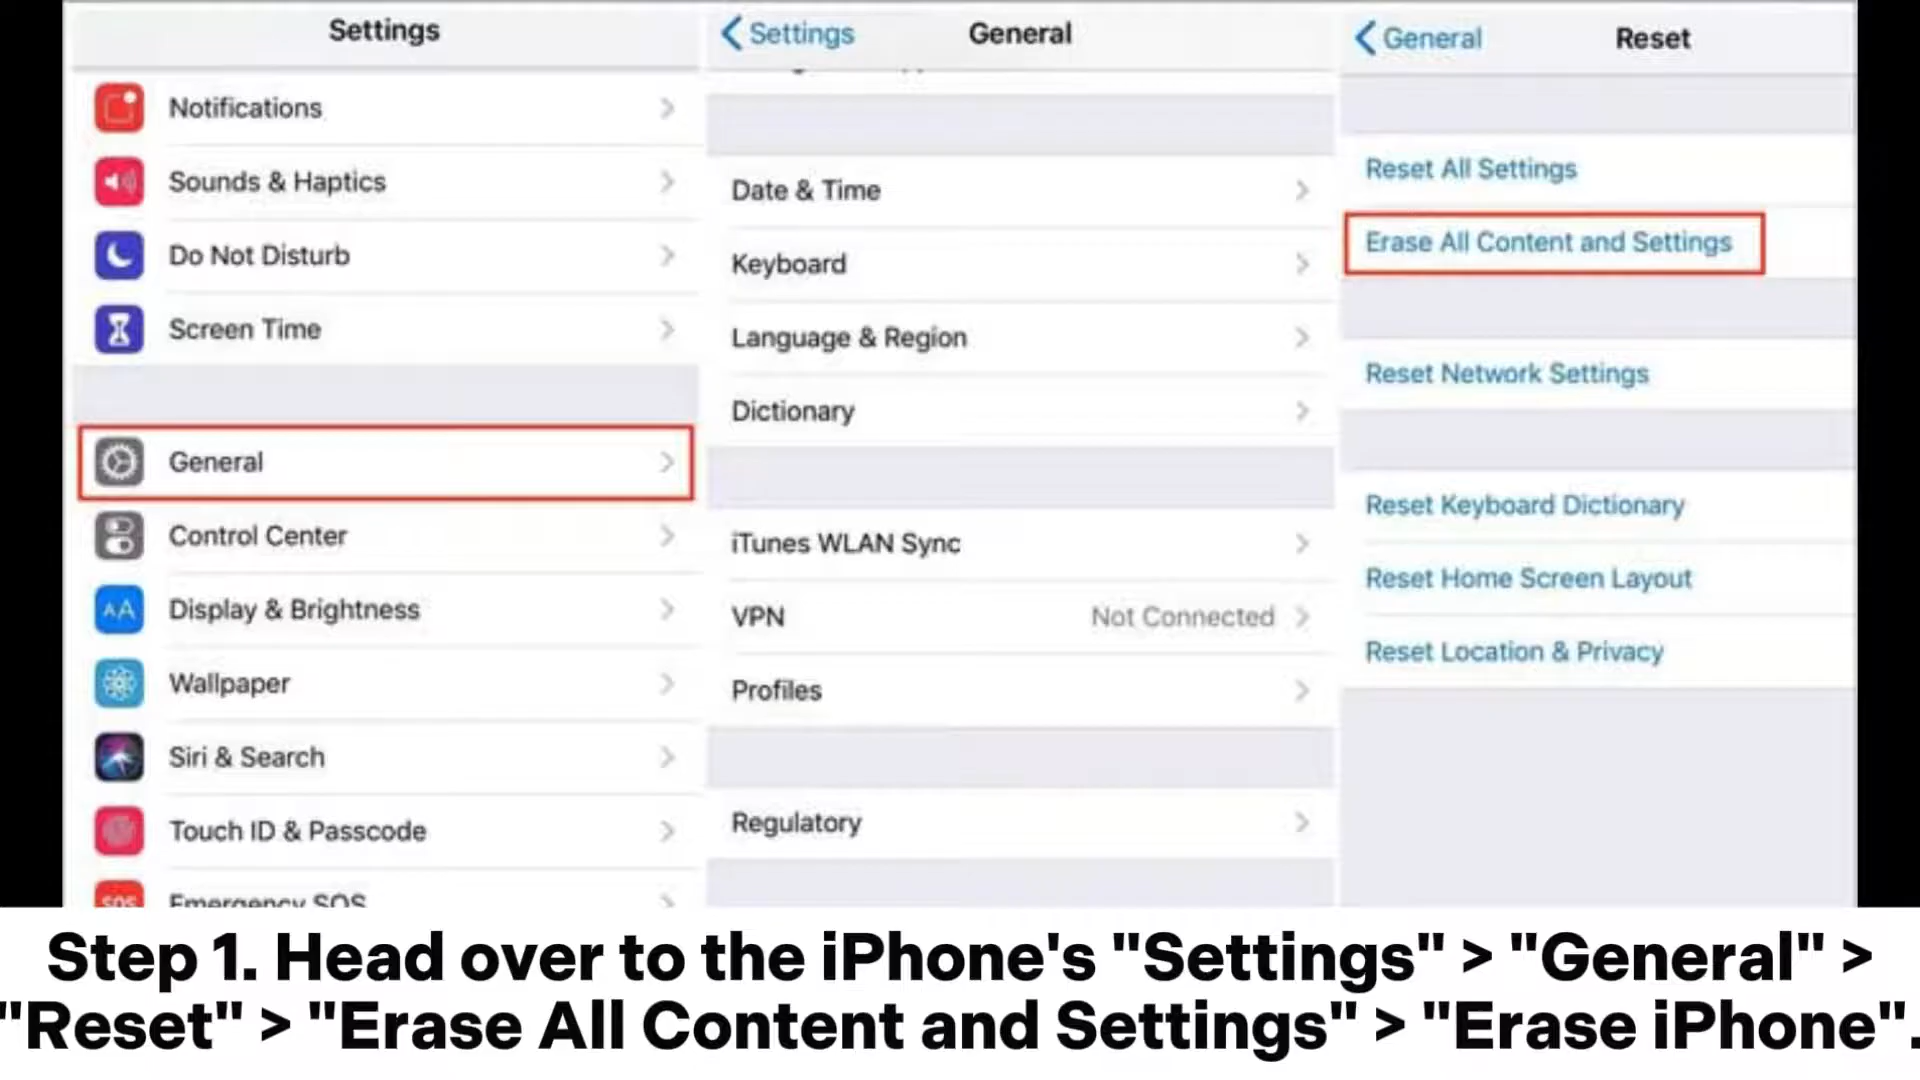 Settings
Notifications
Sounds & Haptics
Do Not Disturb
Screen Time
General
Control Center
Display & Brightness
AA
Wallpaper
Siri & Search
Touch ID & Passcode
SOS
Emergency SOS
Settings
General
Date & Time
Keyboard
Language & Region
Dictionary
iTunes WLAN Sync
VPN Not Connected
Profiles
Regulatory
General
Reset
Reset All Settings
Erase All Content and Settings
Reset Network Settings
Reset Keyboard Dictionary
Reset Home Screen Layout
Reset Location & Privacy
Step 1. Head over to the iPhone's "Settings" > "General" >
"Reset" > "Erase All Content and Settings" > "Erase iPhone".